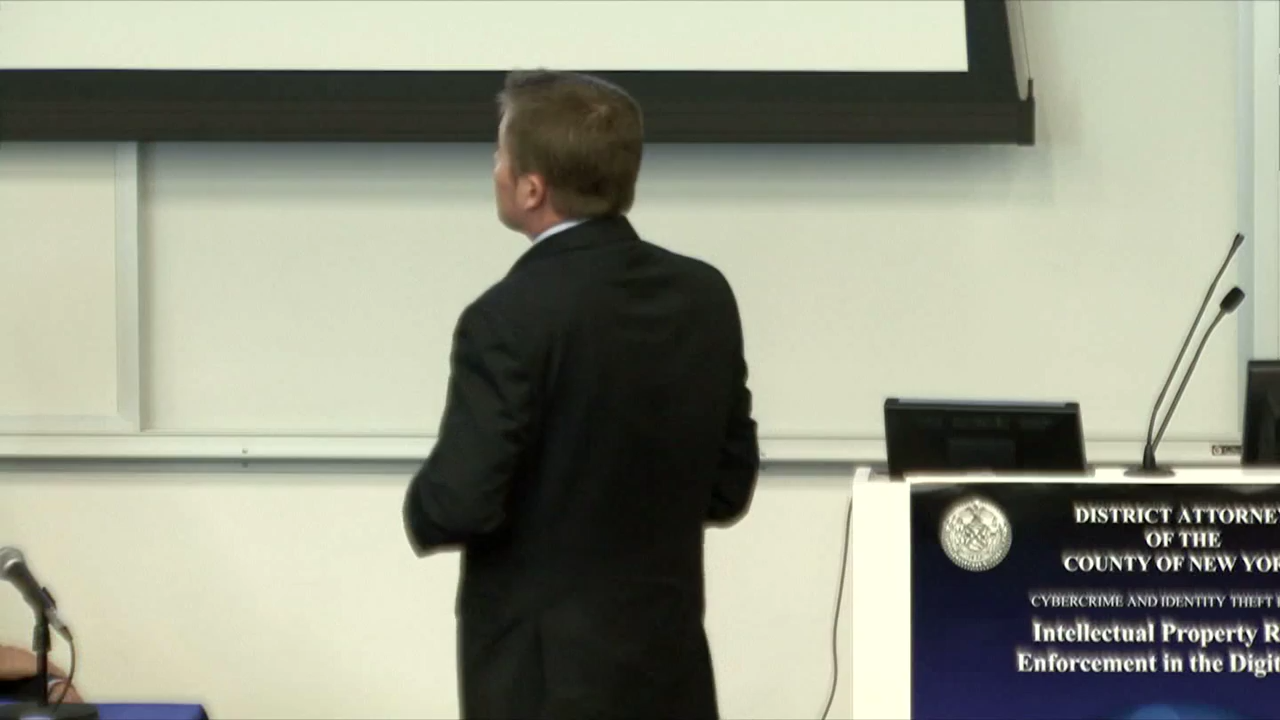 DISTRICT ATTORNEY
OF THE
COUNTY OF NEW YOR
CYBERCRIME AND IDENTITY THEFT
Intellectual Property R
Enforcement in the Digit